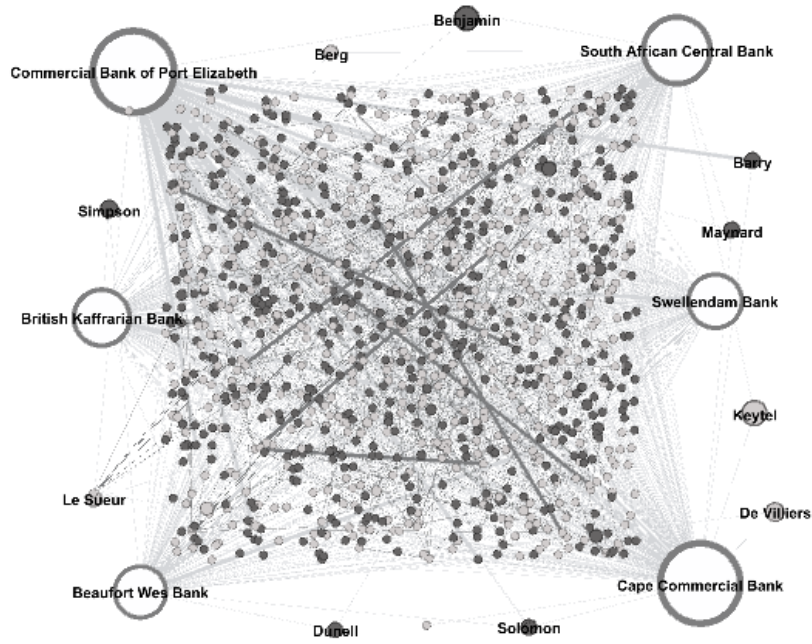 Benjamin
Berg
South African Central Bank
Commercial Bank of Port Elizabeth
Barry
Simpson
Maynard
Swellendam Bank
British Kaffrarian Bank
Keytel
Le Sueur
De Villiers
Cape Commercial Bank
Beaufort Wes Bank
Dunell
Solomon